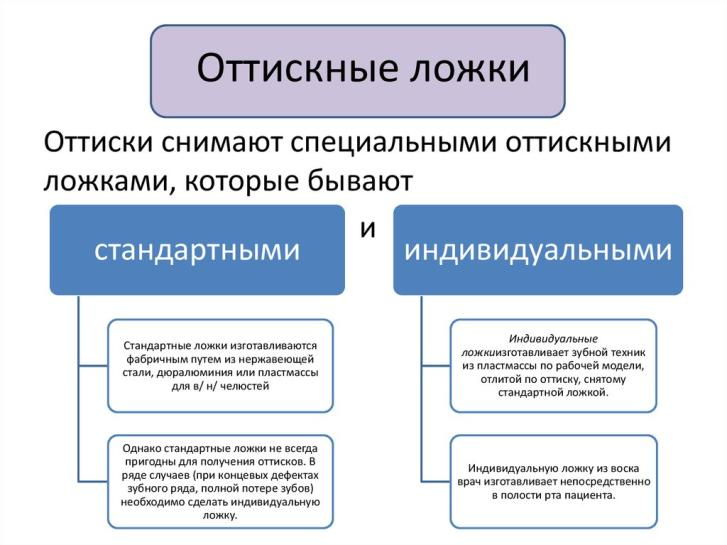 Оттискные ложки
Оттиски снимают специальными оттискными
ложками, которые бывают
стандартными
и
индивидуальными
Стандартные ложки изготавливаются
фабричным путем из нержавеющей
стали, дюралюминия или пластмассы
для в/ н/ челюстей
Однако стандартные ложки не всегда
пригодны для получения оттисков. В
ряде случаев (при концевых дефектах
зубного ряда, полной потере зубов)
необходимо сделать индивидуальную
ложку.
Индивидуальные
ложкиизготавливает зубной техник
из пластмассы по рабочей модели,
отлитой по оттиску, снятому
стандартной ложкой.
Индивидуальную ложку из воска
врач изготавливает непосредственно
в полости рта пациента.